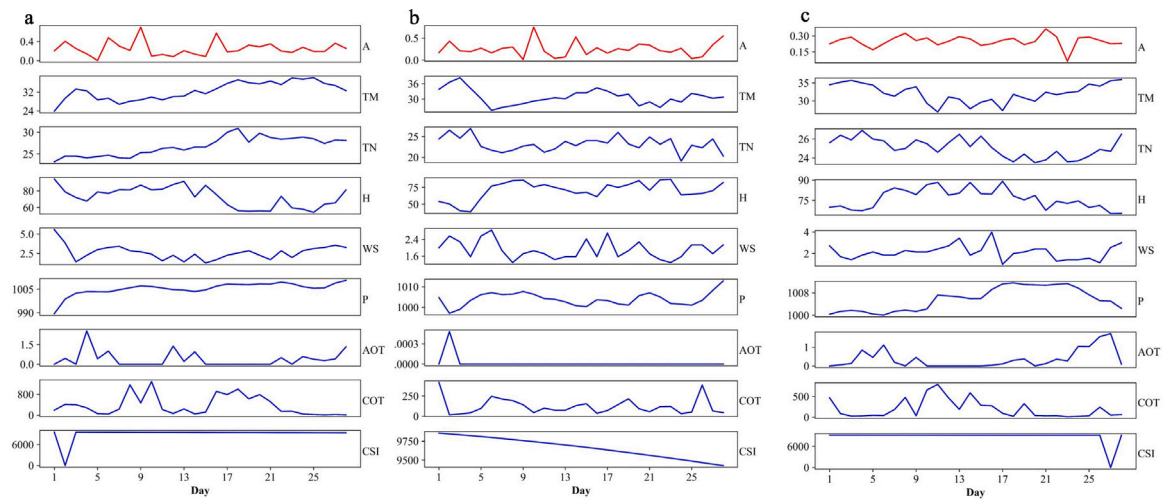 a
0.4
0.0
A
32
24
TM
30
25
TN
80
60
H
5.0
2.5
WS
1005
990
P
1.5
0.0
AOT
800
0
COT
6000
0
CSI
1 5 9 13 17 21 25
Day
b
0.5
0.0
A
36
30
TM
25
20
TN
75
50
H
2.4
1.6
WS
1010
1000
P
.0003
.0000
AOT
250
0
COT
9750
9500
CSI
1 5 9 13 17 21 25
Day
c
0.30
0.15
A
35
30
TM
26
24
TN
90
75
H
4
2
WS
1008
1000
P
1
0
AOT
500
0
COT
6000
0
CSI
1 5 9 13 17 21 25
Day